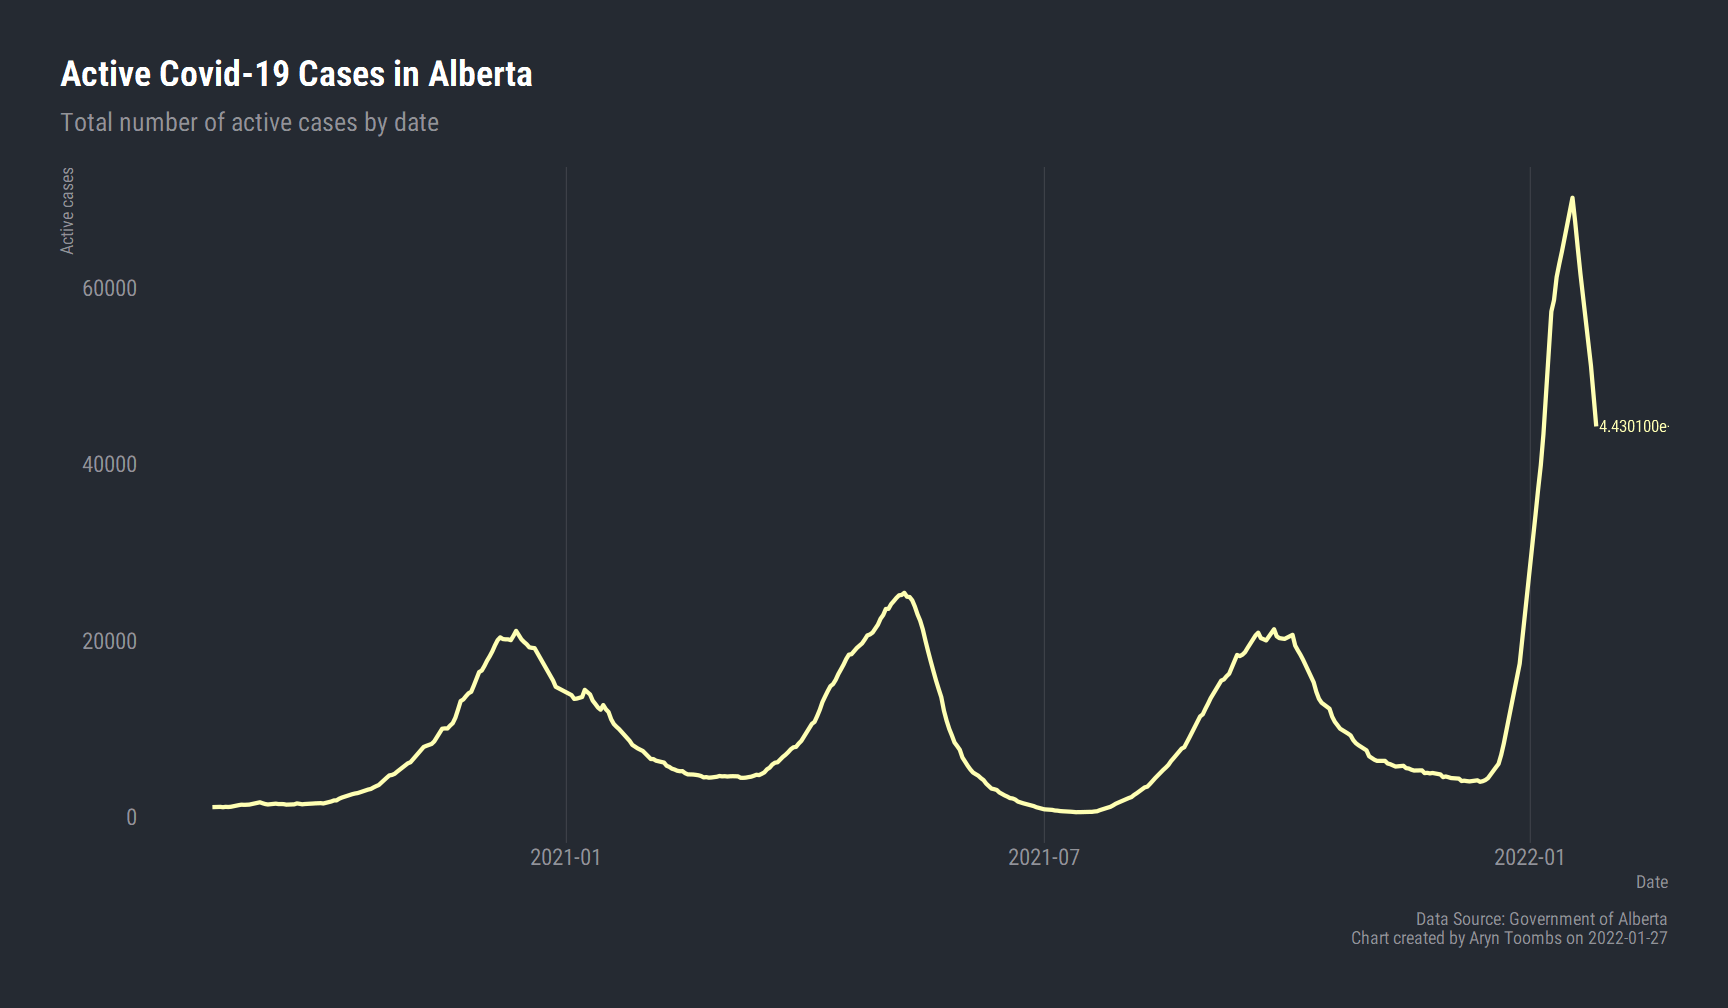 Active Covid-19 Cases in Alberta
Total number of active cases by date
Active cases
60000
40000
20000
0
4.430100e-
2021-01
2021-07
2022-01
Date
Data Source: Government of Alberta
Chart created by Aryn Toombs on 2022-01-27